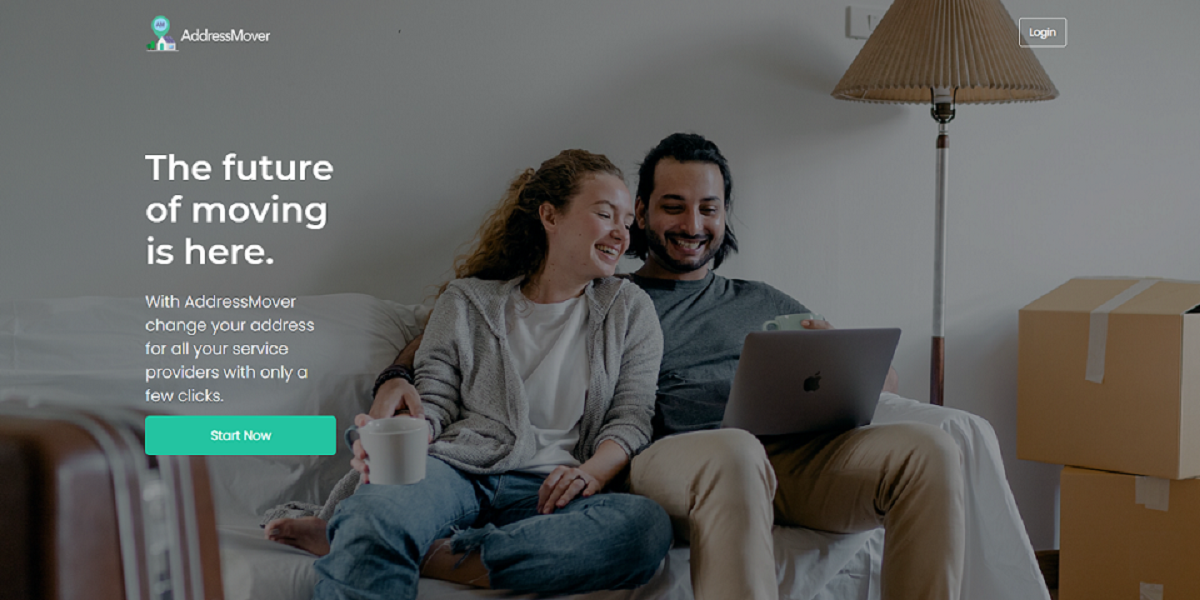 AM
AddressMover
Login
The future
of moving
is here.
With AddressMover
change your address
for all your service
providers with only a
few clicks.
Start Now